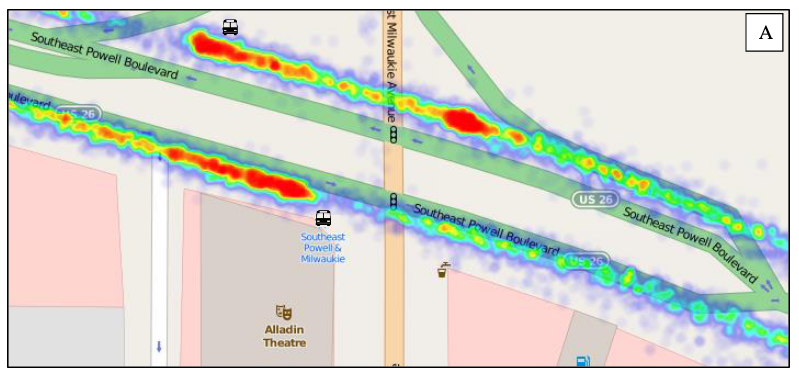 A
Southeast Powell Boulevard
st Milwaukie Avenue
oulevard
US 26
US 26
Southeast Powell Boulevard
Southeast Powell Boulevard
US 26
Southeast
Powell &
Milwaukie
Alladin
Theatre